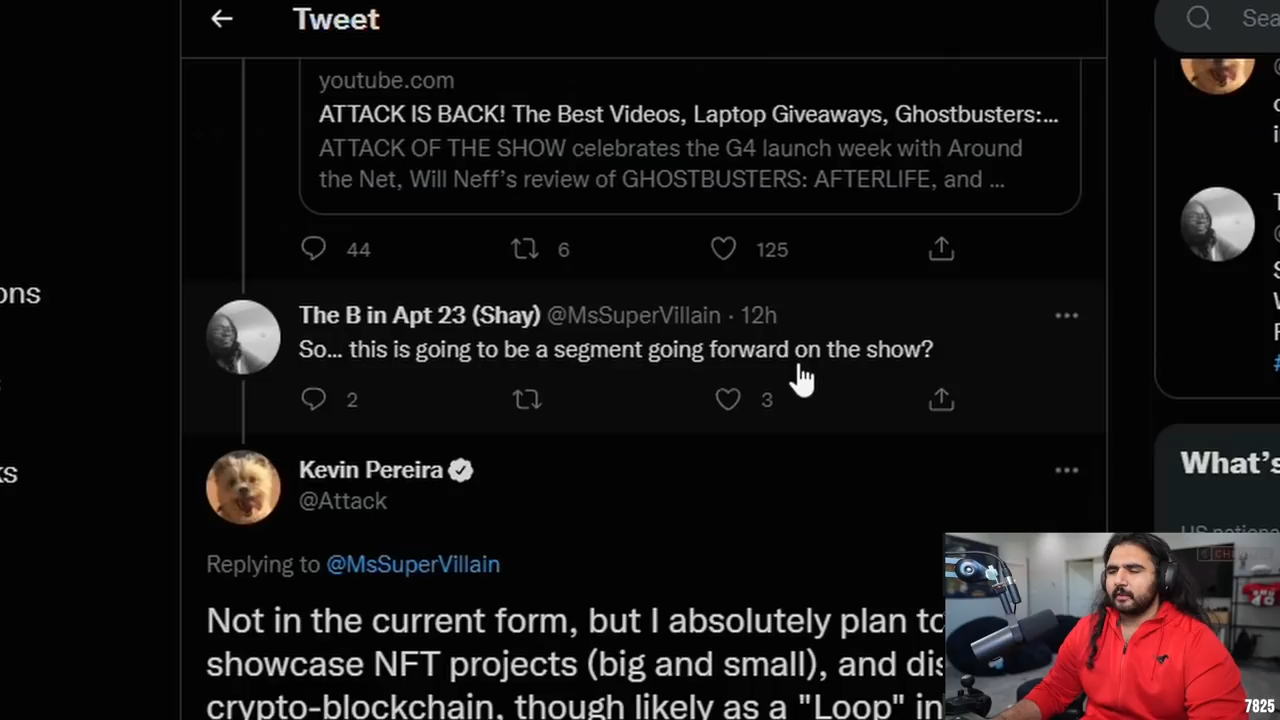 Tweet
Sea
youtube.com
ATTACK IS BACK! The Best Videos, Laptop Giveaways, Ghostbusters:...
ATTACK OF THE SHOW celebrates the G4 launch week with Around
the Net, Will Neff's review of GHOSTBUSTERS: AFTERLIFE, and ...
44 6 125
ons
The B in Apt 23 (Shay) @MsSuperVillain · 12h
So... this is going to be a segment going forward on the show?
2 3
Kevin Pereira
@Attack
What's
ks
Replying to @MsSuperVillain
Not in the current form, but I absolutely plan to
showcase NFT projects (big and small), and dis
crypto-blockchain, though likely as a "Loop" in
7825